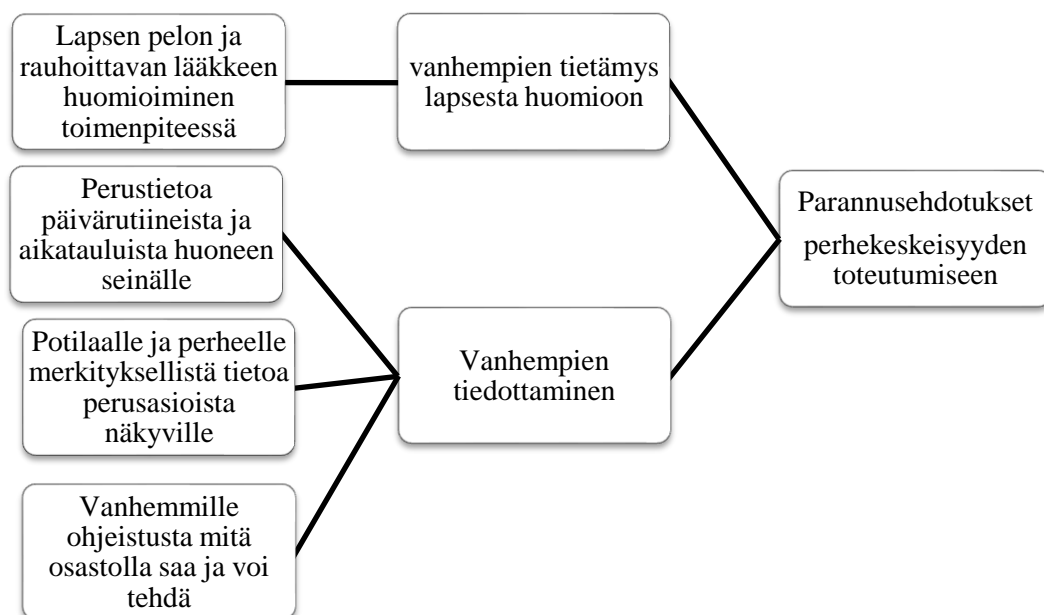 Lapsen pelon ja
rauhoittavan lääkkeen
huomioiminen
toimenpiteessä
vanhempien tietämys
lapsesta huomioon
Perustietoa
päivärutiineista ja
aikatauluista huoneen
seinälle
Parannusehdotukset
perhekeskeisyyden
toteutumiseen
Potilaalle ja perheelle
merkityksellistä tietoa
perusasioista
näkyville
Vanhempien
tiedottaminen
Vanhemmille
ohjeistusta mitä
osastolla saa ja voi
tehdä